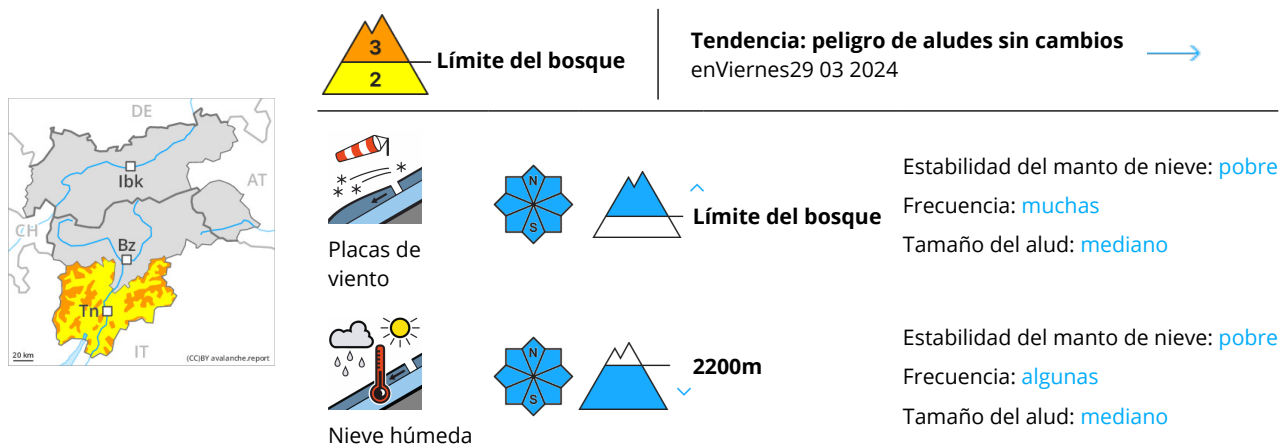 3
2
Límite del bosque
Tendencia: peligro de aludes sin cambios
enViernes29 03 2024
DE
Ibk
AT
CH
Bz
Tn
IT
20 km
(CC)BY avalanche.report
Placas de
viento
N
S
Límite del bosque
Estabilidad del manto de nieve: pobre
Frecuencia: muchas
Tamaño del alud: mediano
Nieve húmeda
N
S
2200m
Estabilidad del manto de nieve: pobre
Frecuencia: algunas
Tamaño del alud: mediano